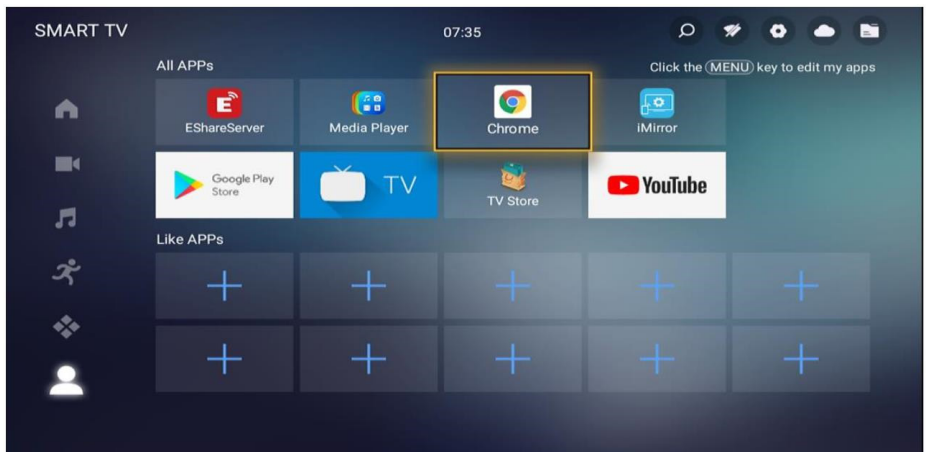 SMART TV
07:35
All APPs
Click the MENU key to edit my apps
EShareServer
Media Player
Chrome
iMirror
Google Play
Store
TV
TV Store
YouTube
Like APPs